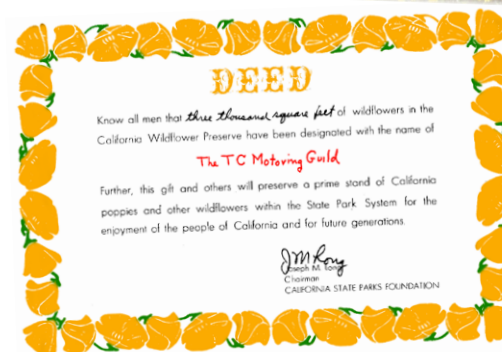 DEED
Know all men that three thousand square feet of wildflowers in the
California Wildflower Preserve have been designated with the name of
The TC Motoring Guild
Further, this gift and others will preserve a prime stand of California
poppies and other wildflowers within the State Park System for the
enjoyment of the people of California and for future generations.
JM Long
Joseph M. Long
Chairman
CALIFORNIA STATE PARKS FOUNDATION